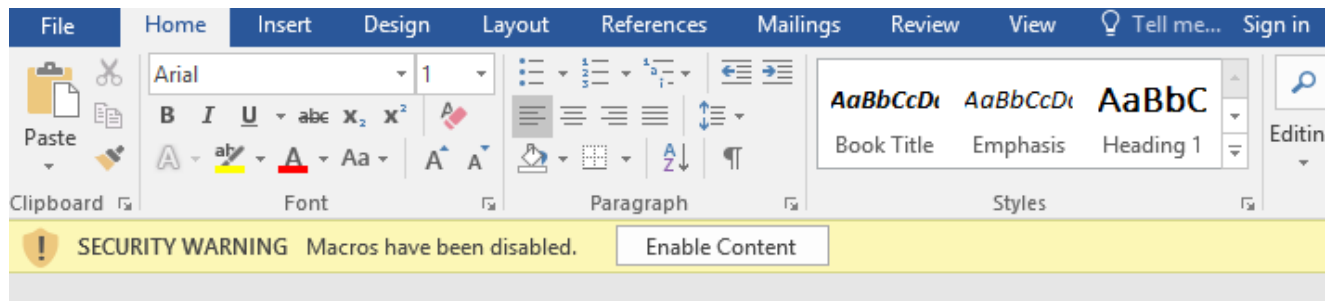 File Home Insert Design Layout References Mailings Review View Tell me... Sign in
Arial 1
Paste B I U abc X₂ X² AaBbCcDc AaBbCcDc AaBbC Editin
A aby A Aa A A A Z Book Title Emphasis Heading 1
Clipboard Font Paragraph Styles
SECURITY WARNING Macros have been disabled. Enable Content